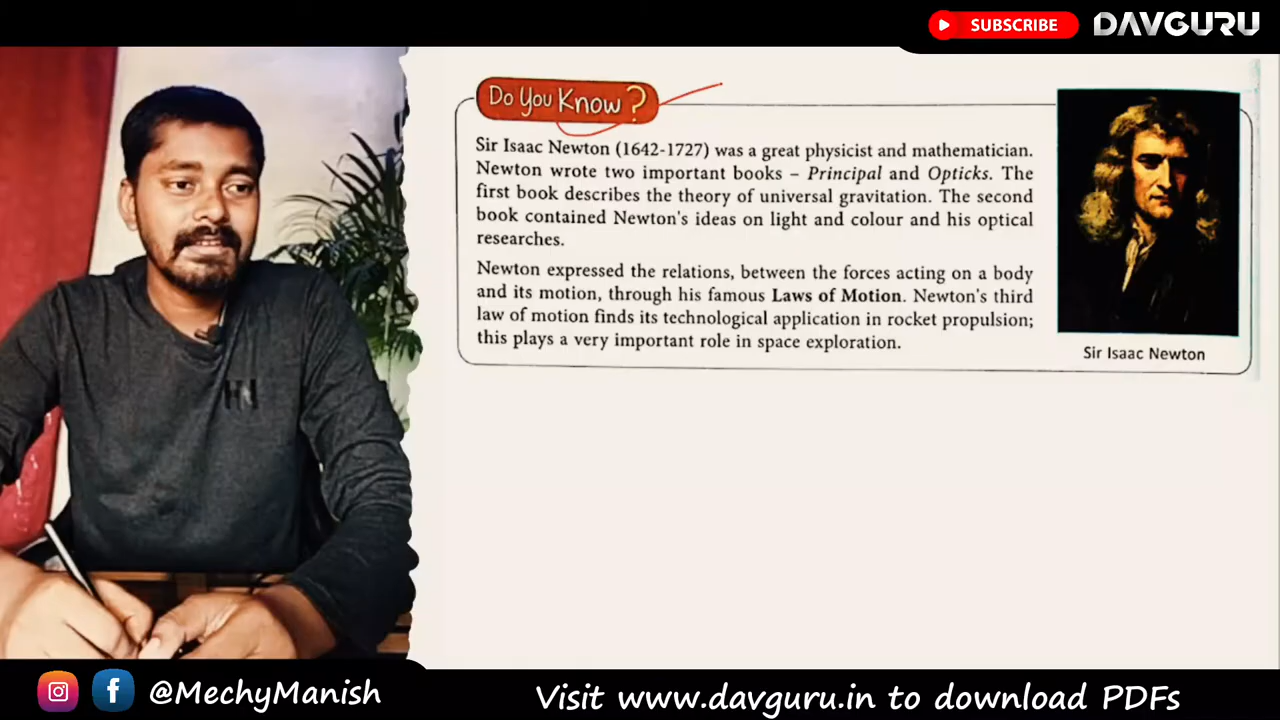 SUBSCRIBE DAVGURU
Do You Know ?
Sir Isaac Newton (1642-1727) was a great physicist and mathematician.
Newton wrote two important books – Principal and Opticks. The
first book describes the theory of universal gravitation. The second
book contained Newton's ideas on light and colour and his optical
researches.
Newton expressed the relations, between the forces acting on a body
and its motion, through his famous Laws of Motion. Newton's third
law of motion finds its technological application in rocket propulsion;
this plays a very important role in space exploration.
Sir Isaac Newton
@MechyManish
Visit www.davguru.in to download PDFs